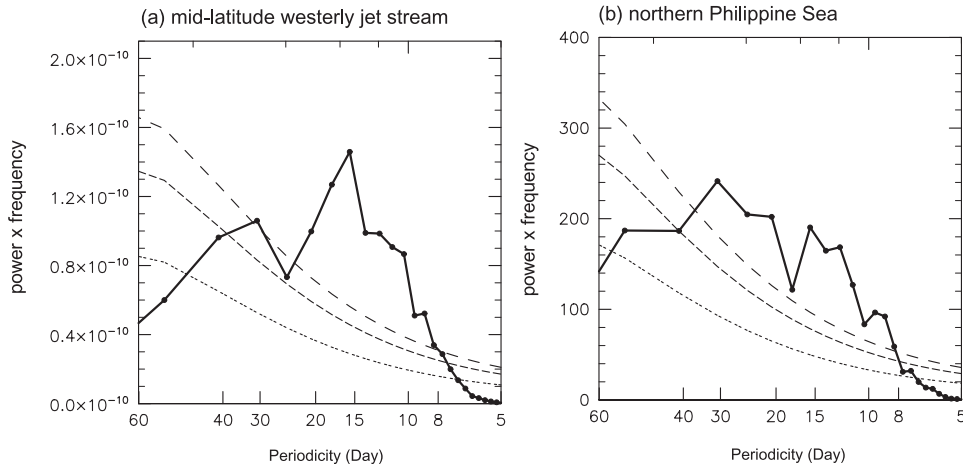 (a) mid-latitude westerly jet stream
2.0×10⁻¹⁰
1.6×10⁻¹⁰
1.2×10⁻¹⁰
0.8×10⁻¹⁰
0.4×10⁻¹⁰
0.0×10⁻¹⁰
power x frequency
60 40 30 20 15 10 8 5
Periodicity (Day)
(b) northern Philippine Sea
400
300
200
100
0
power x frequency
60 40 30 20 15 10 8 5
Periodicity (Day)